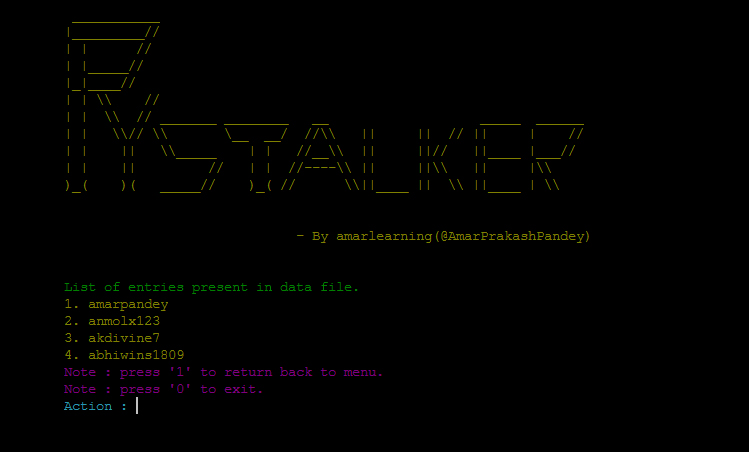 PYSTALKER
- By amarlearning(@AmarPrakashPandey)
List of entries present in data file.
1. amarpandey
2. anmolx123
3. akdivine7
4. abhiwins1809
Note : press '1' to return back to menu.
Note : press '0' to exit.
Action :